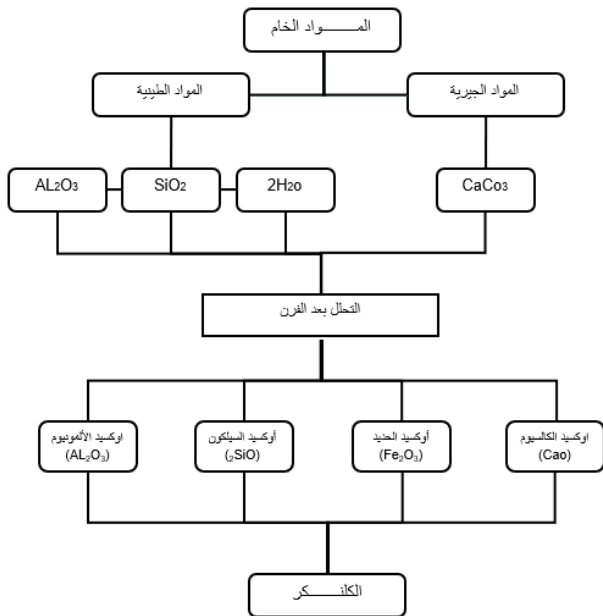 المـــــــــواد الخام
المواد الجيرية
المواد الطينية
AL₂O₃
SiO₂
2H₂o
CaCo₃
التحلل بعد الفرن
اوكسيد الكالسيوم
(Cao)
أوكسيد الحديد
(Fe₂O₃)
أوكسيد السيلكون
(₂SiO)
اوكسيد الألمونيوم
(AL₂O₃)
الكلنـــــــكر